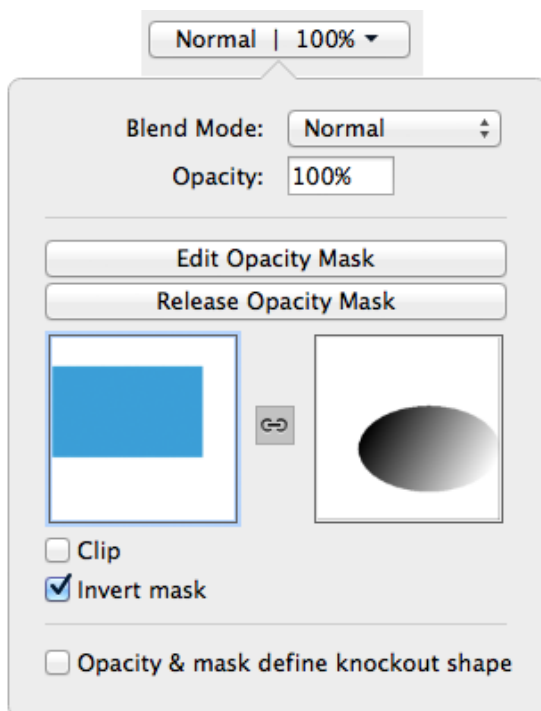 Normal | 100%
Blend Mode: Normal
Opacity: 100%
Edit Opacity Mask
Release Opacity Mask
Clip
Invert mask
Opacity & mask define knockout shape